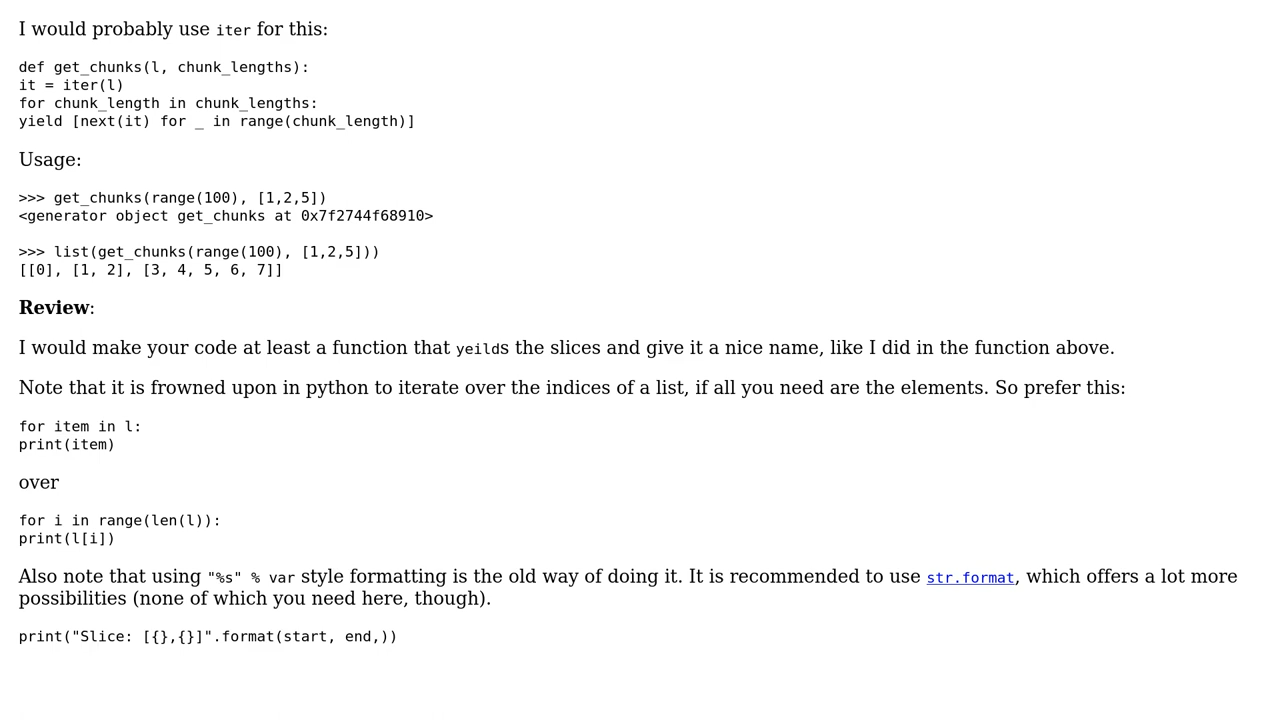 I would probably use iter for this:
def get_chunks(l, chunk_lengths):
it = iter(l)
for chunk_length in chunk_lengths:
yield [next(it) for _ in range(chunk_length)]
Usage:
>>> get_chunks(range(100), [1,2,5])
<generator object get_chunks at 0x7f2744f68910>
>>> list(get_chunks(range(100), [1,2,5]))
[[0], [1, 2], [3, 4, 5, 6, 7]]
Review:
I would make your code at least a function that yeilds the slices and give it a nice name, like I did in the function above.
Note that it is frowned upon in python to iterate over the indices of a list, if all you need are the elements. So prefer this:
for item in l:
print(item)
over
for i in range(len(l)):
print(l[i])
Also note that using "%s" % var style formatting is the old way of doing it. It is recommended to use str.format, which offers a lot more
possibilities (none of which you need here, though).
print("Slice: [{},{}]".format(start, end,))